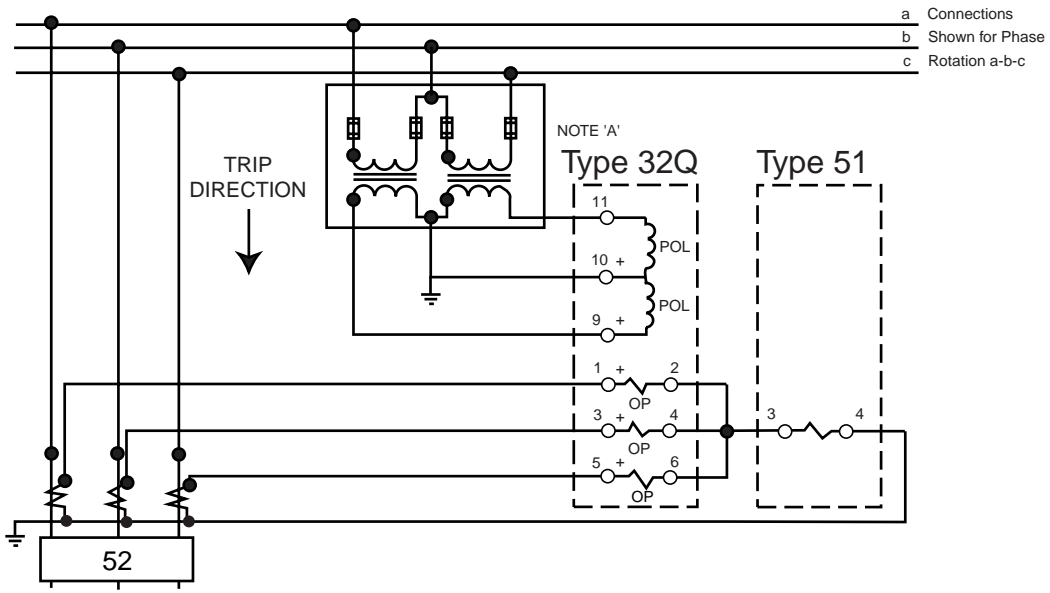 a Connections
b Shown for Phase
c Rotation a-b-c
NOTE 'A'
Type 32Q Type 51
TRIP
DIRECTION
11
POL
10 +
POL
9 +
1 + 2
OP
3 + 4 3 4
OP
5 + 6
OP
52